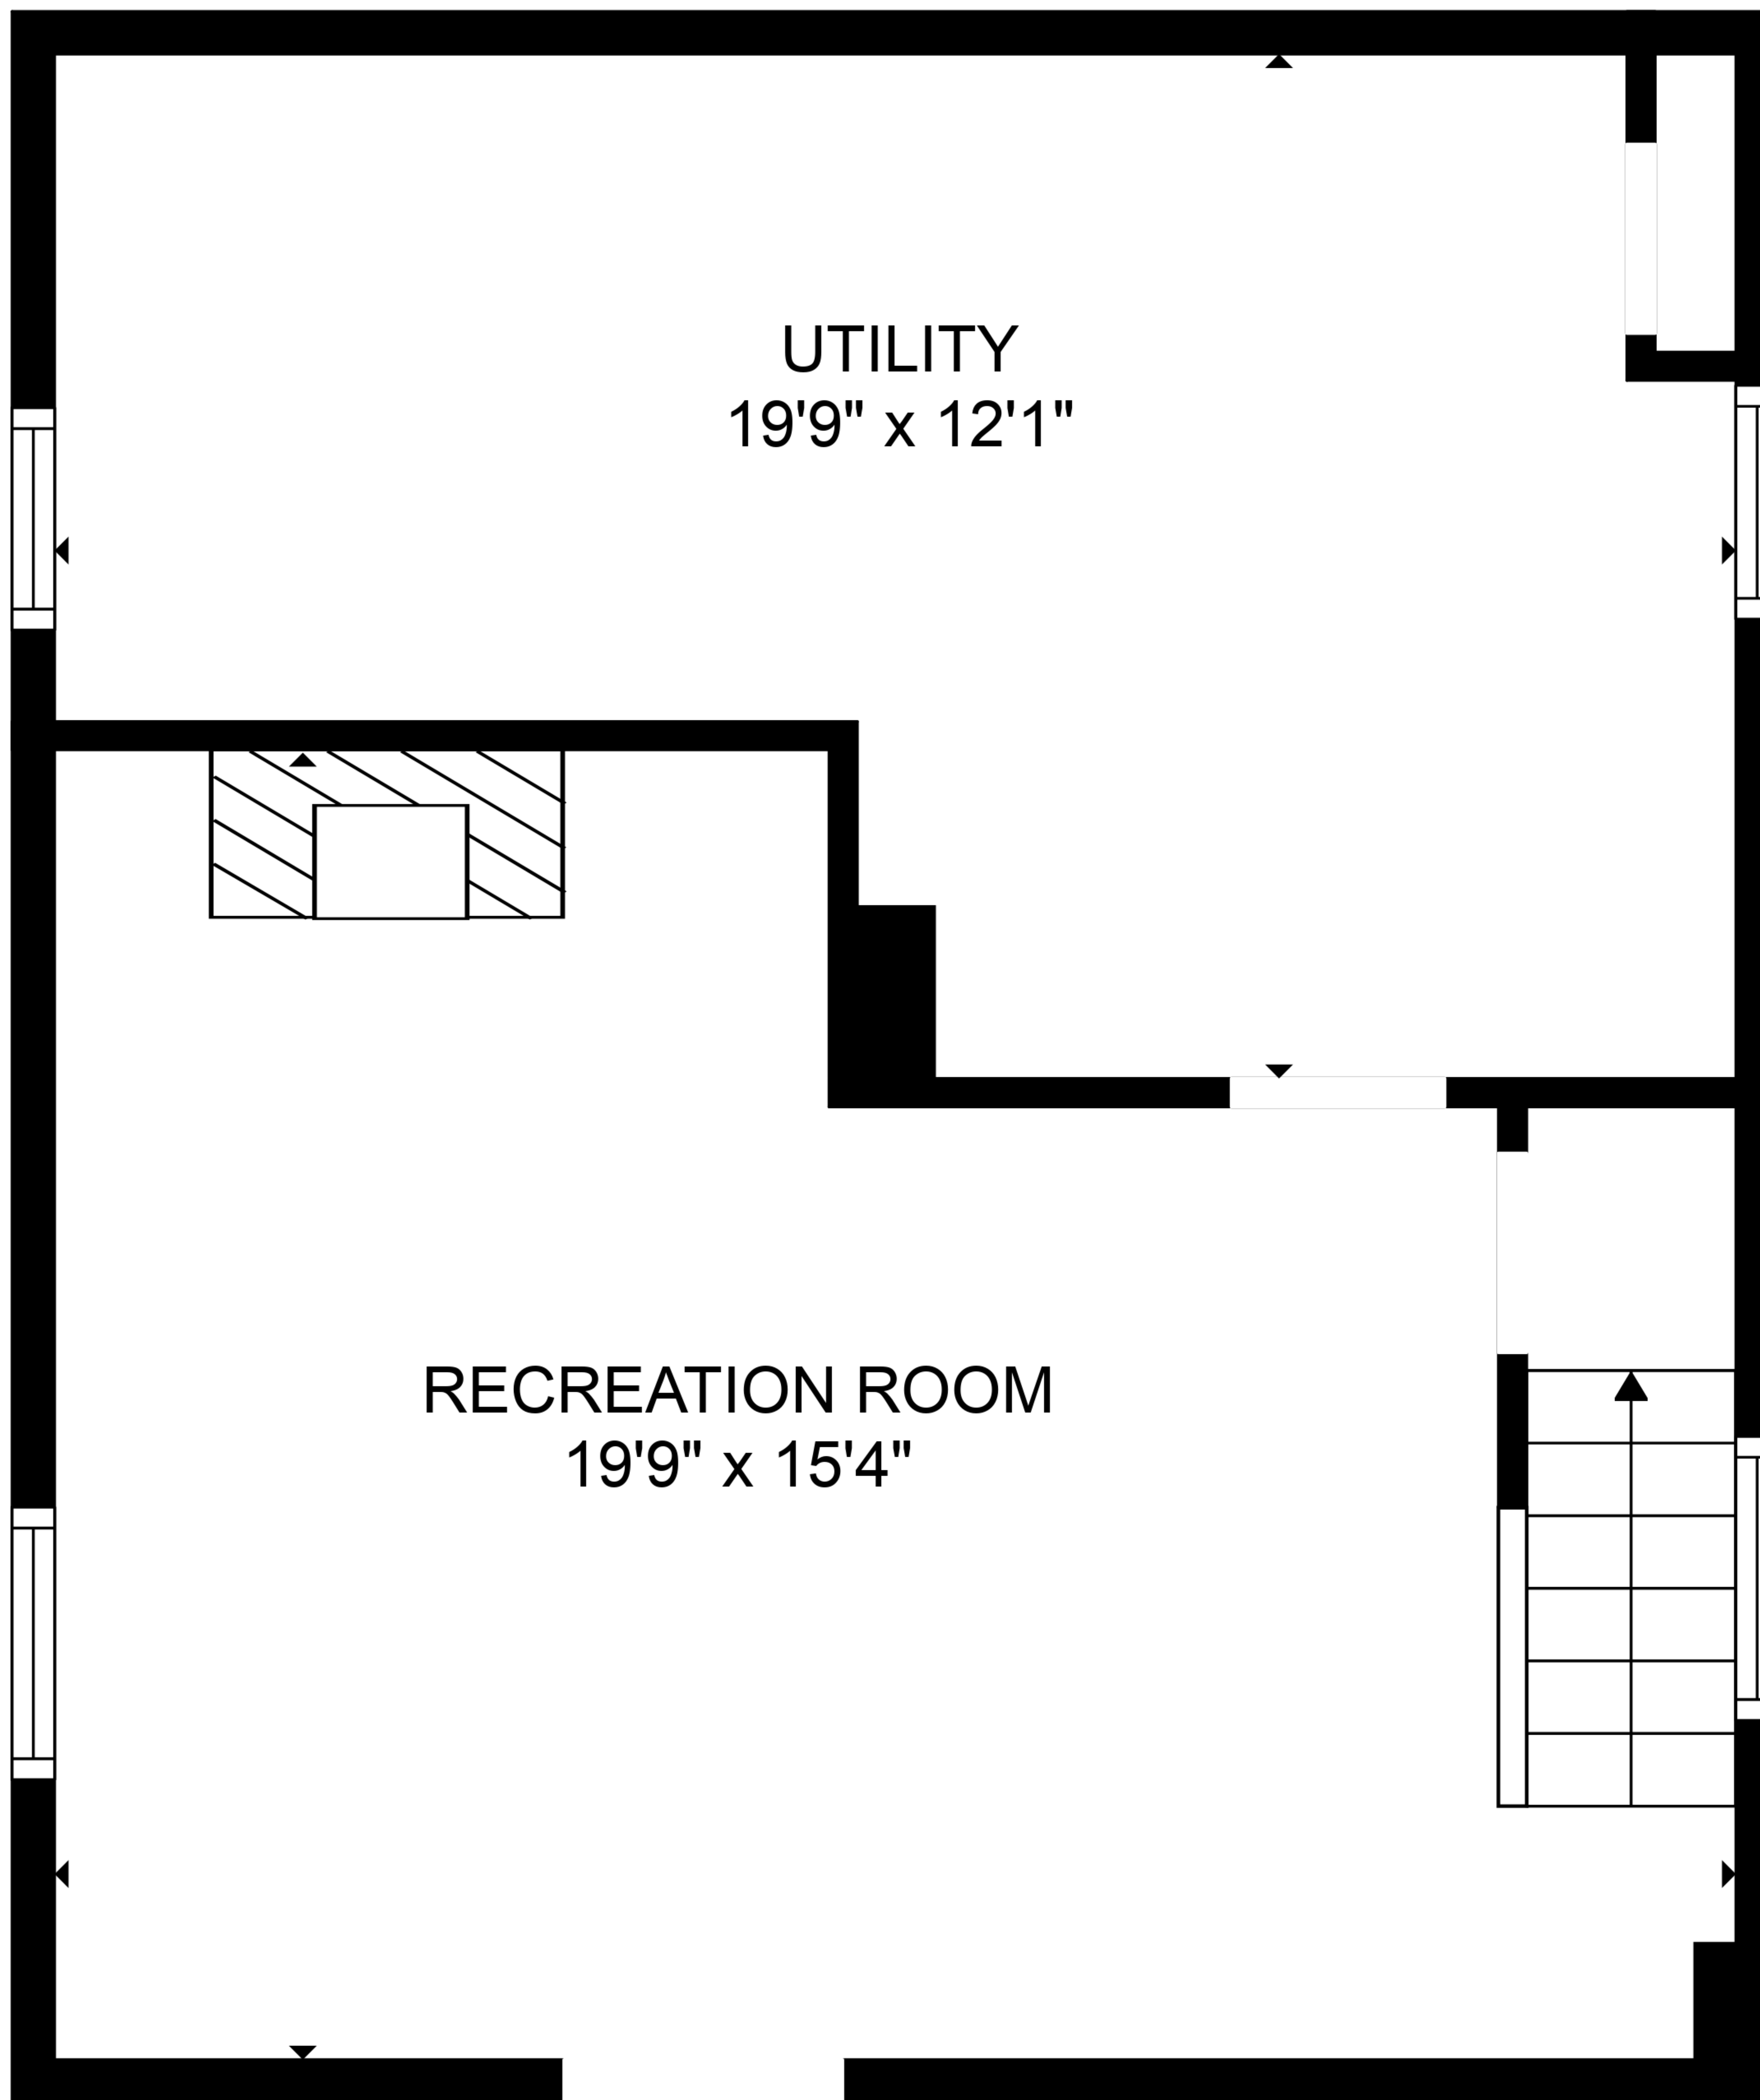 UTILITY
19'9" x 12'1"
RECREATION ROOM
19'9" x 15'4"